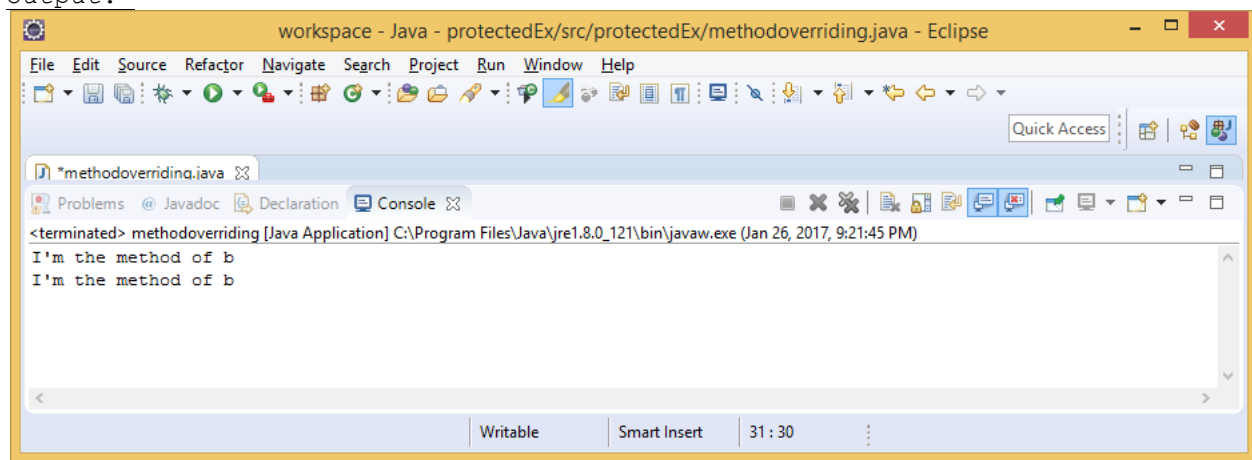 output:
workspace - Java - protectedEx/src/protectedEx/methodoverriding.java - Eclipse
File Edit Source Refactor Navigate Search Project Run Window Help
Quick Access
*methodoverriding.java
Problems @ Javadoc Declaration Console
<terminated> methodoverriding [Java Application] C:\Program Files\Java\jre1.8.0_121\bin\javaw.exe (Jan 26, 2017, 9:21:45 PM)
I'm the method of b
I'm the method of b
Writable Smart Insert 31 : 30